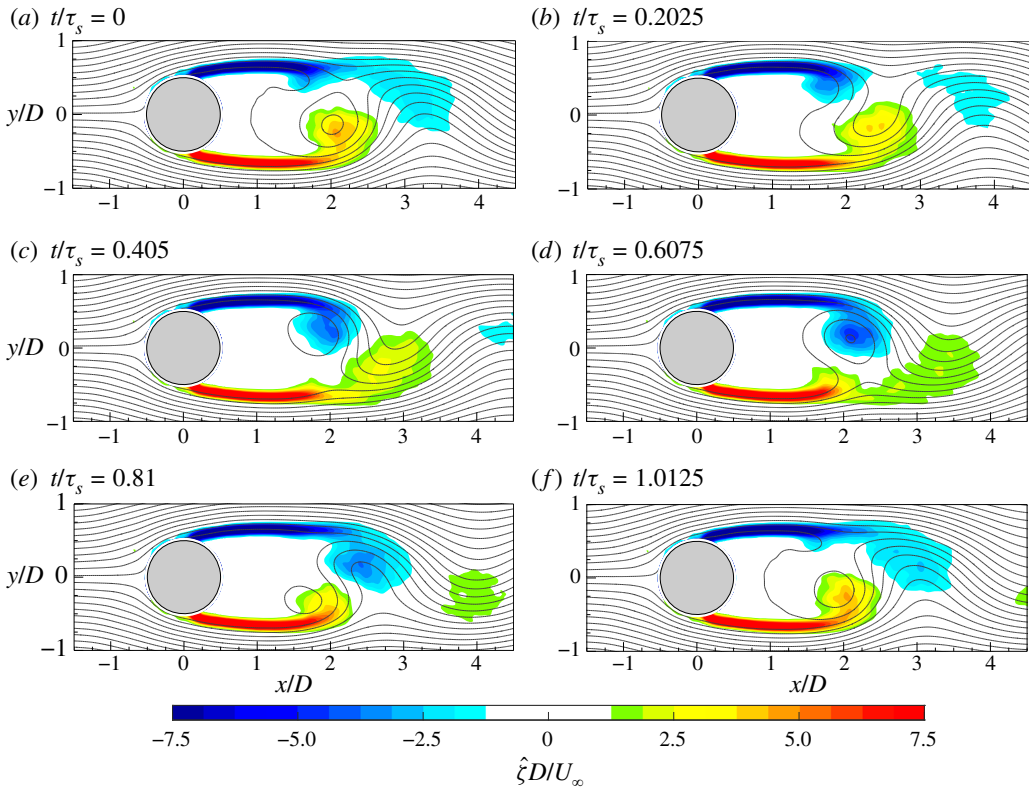 (a) t/τs = 0
(b) t/τs = 0.2025
1
y/D 0
−1
−1 0 1 2 3 4
1
0
−1
−1 0 1 2 3 4
(c) t/τs = 0.405
(d) t/τs = 0.6075
1
y/D 0
−1
−1 0 1 2 3 4
1
0
−1
−1 0 1 2 3 4
(e) t/τs = 0.81
(f) t/τs = 1.0125
1
y/D 0
−1
−1 0 1 2 3 4
x/D
1
0
−1
−1 0 1 2 3 4
x/D
−7.5 −5.0 −2.5 0 2.5 5.0 7.5
ζ̂D/U∞